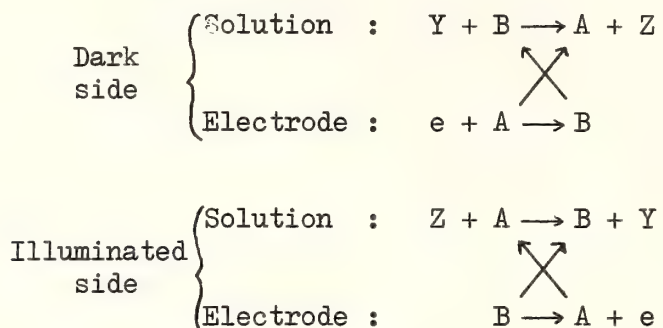 Dark side
Solution : Y + B ⟶ A + Z
Electrode : e + A ⟶ B
Illuminated side
Solution : Z + A ⟶ B + Y
Electrode : B ⟶ A + e